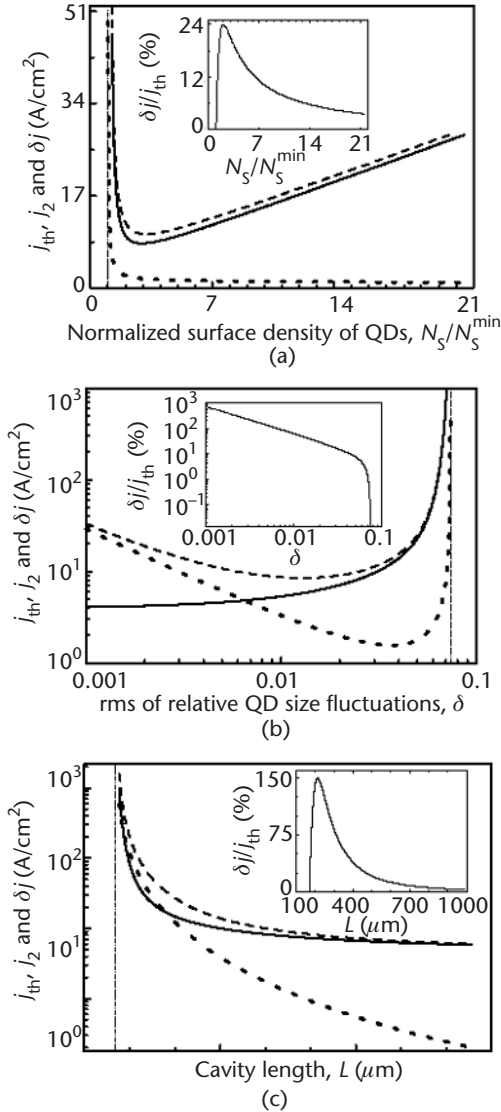 51
34
17
0
j_th, j_2 and δj (A/cm²)
24
18
12
6
0
δj/j_th (%)
7 14 21
N_S/N_S^min
0 7 14 21
Normalized surface density of QDs, N_S/N_S^min
(a)
10³
10²
10¹
10⁰
j_th, j_2 and δj (A/cm²)
10³
10²
10¹
10⁻¹
δj/j_th (%)
0.001 0.01 0.1
δ
0.001 0.01 0.1
rms of relative QD size fluctuations, δ
(b)
10³
10²
10¹
10⁰
j_th, j_2 and δj (A/cm²)
150
75
0
δj/j_th (%)
100 400 700 1000
L (μm)
Cavity length, L (μm)
(c)